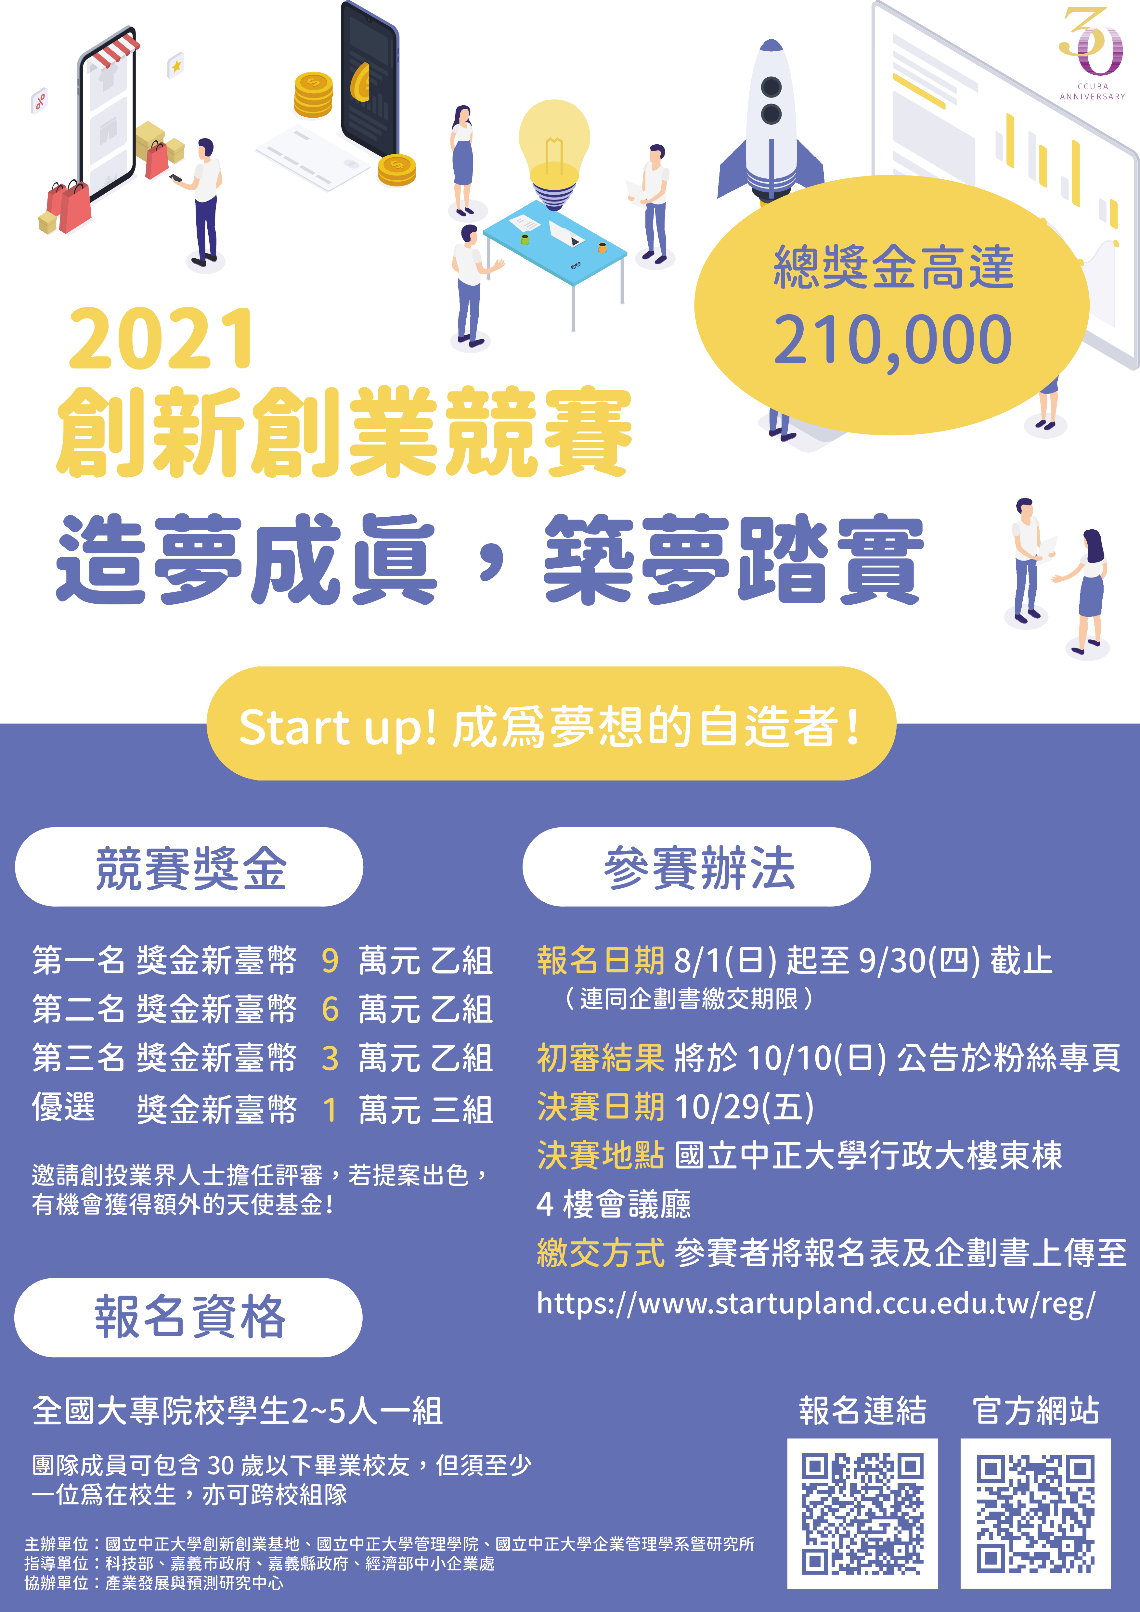 30
CCUBA
ANNIVERSARY
總獎金高達
210,000
2021
創新創業競賽
造夢成眞，築夢踏實
Start up! 成爲夢想的自造者!
競賽獎金
第一名 獎金新臺幣 9 萬元 乙組
第二名 獎金新臺幣 6 萬元 乙組
第三名 獎金新臺幣 3 萬元 乙組
優選 獎金新臺幣 1 萬元 三組
邀請創投業界人士擔任評審，若提案出色，
有機會獲得額外的天使基金!
參賽辦法
報名日期 8/1(日) 起至 9/30(四) 截止
（連同企劃書繳交期限）
初審結果 將於 10/10(日) 公告於粉絲專頁
決賽日期 10/29(五)
決賽地點 國立中正大學行政大樓東棟
4 樓會議廳
繳交方式 參賽者將報名表及企劃書上傳至
https://www.startupland.ccu.edu.tw/reg/
報名資格
全國大專院校學生2~5人一組
團隊成員可包含 30 歲以下畢業校友，但須至少
一位爲在校生，亦可跨校組隊
報名連結
官方網站
主辦單位：國立中正大學創新創業基地、國立中正大學管理學院、國立中正大學企業管理學系暨研究所
指導單位：科技部、嘉義市政府、嘉義縣政府、經濟部中小企業處
協辦單位：產業發展與預測研究中心